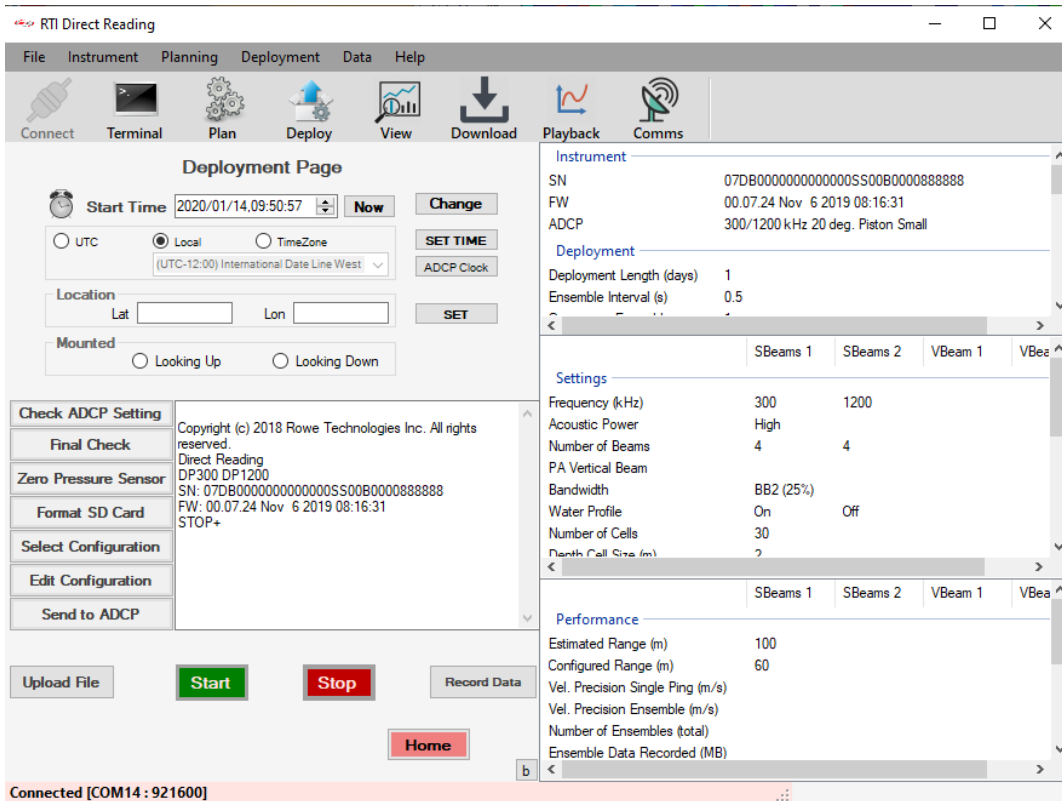 RTI Direct Reading
File Instrument Planning Deployment Data Help
Connect Terminal Plan Deploy View Download Playback Comms
Deployment Page
Start Time 2020/01/14,09:50:57 Now Change
UTC Local TimeZone SET TIME
(UTC-12:00) International Date Line West ADCP Clock
Location
Lat Lon SET
Mounted
Looking Up Looking Down
Check ADCP Setting
Final Check
Zero Pressure Sensor
Format SD Card
Select Configuration
Edit Configuration
Send to ADCP
Copyright (c) 2018 Rowe Technologies Inc. All rights
reserved.
Direct Reading
DP300 DP1200
SN: 07DB0000000000000SS00B0000888888
FW: 00.07.24 Nov 6 2019 08:16:31
STOP+
Upload File Start Stop Record Data
Home
b
Connected [COM14 : 921600]
Instrument
SN 07DB0000000000000SS00B0000888888
FW 00.07.24 Nov 6 2019 08:16:31
ADCP 300/1200 kHz 20 deg. Piston Small
Deployment
Deployment Length (days) 1
Ensemble Interval (s) 0.5
SBeams 1 SBeams 2 VBeam 1 VBea
Settings
Frequency (kHz) 300 1200
Acoustic Power High
Number of Beams 4 4
PA Vertical Beam
Bandwidth BB2 (25%)
Water Profile On Off
Number of Cells 30
Depth Cell Size (m) 2
SBeams 1 SBeams 2 VBeam 1 VBea
Performance
Estimated Range (m) 100
Configured Range (m) 60
Vel. Precision Single Ping (m/s)
Vel. Precision Ensemble (m/s)
Number of Ensembles (total)
Ensemble Data Recorded (MB)